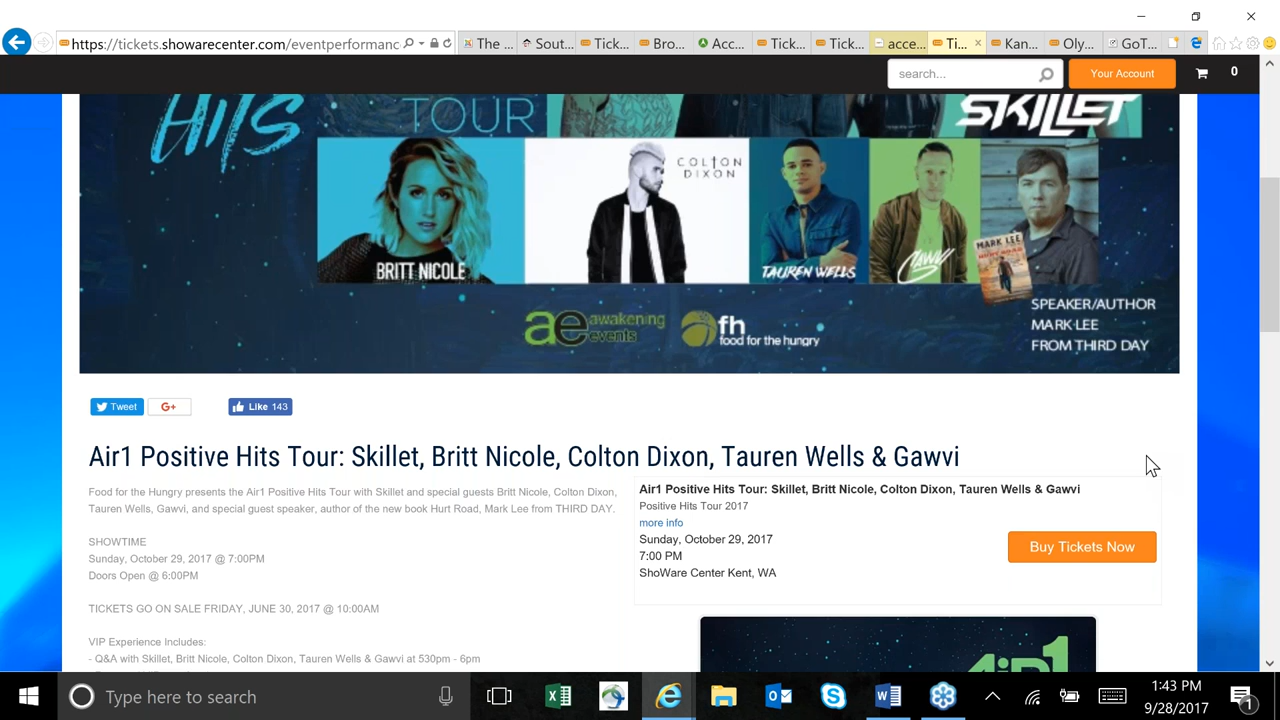 https://tickets.showarecenter.com/eventperformanc
The ...
Sout...
Tick...
Bro...
Acc...
Tick...
Tick...
acce...
Ti...
Kan...
Oly...
GoT...
search...
Your Account
0
HITS TOUR
SKILLET
COLTON
DIXON
BRITT NICOLE
TAUREN WELLS
GAWVI
MARK LEE
HURT ROAD
SPEAKER/AUTHOR
MARK LEE
FROM THIRD DAY
ae awakening
events
fh
food for the hungry
Tweet
G+
Like 143
Air1 Positive Hits Tour: Skillet, Britt Nicole, Colton Dixon, Tauren Wells & Gawvi
Food for the Hungry presents the Air1 Positive Hits Tour with Skillet and special guests Britt Nicole, Colton Dixon,
Tauren Wells, Gawvi, and special guest speaker, author of the new book Hurt Road, Mark Lee from THIRD DAY.
SHOWTIME
Sunday, October 29, 2017 @ 7:00PM
Doors Open @ 6:00PM
TICKETS GO ON SALE FRIDAY, JUNE 30, 2017 @ 10:00AM
VIP Experience Includes:
- Q&A with Skillet, Britt Nicole, Colton Dixon, Tauren Wells & Gawvi at 530pm - 6pm
Air1 Positive Hits Tour: Skillet, Britt Nicole, Colton Dixon, Tauren Wells & Gawvi
Positive Hits Tour 2017
more info
Sunday, October 29, 2017
7:00 PM
ShoWare Center Kent, WA
Buy Tickets Now
AiR1
Type here to search
1:43 PM
9/28/2017
1